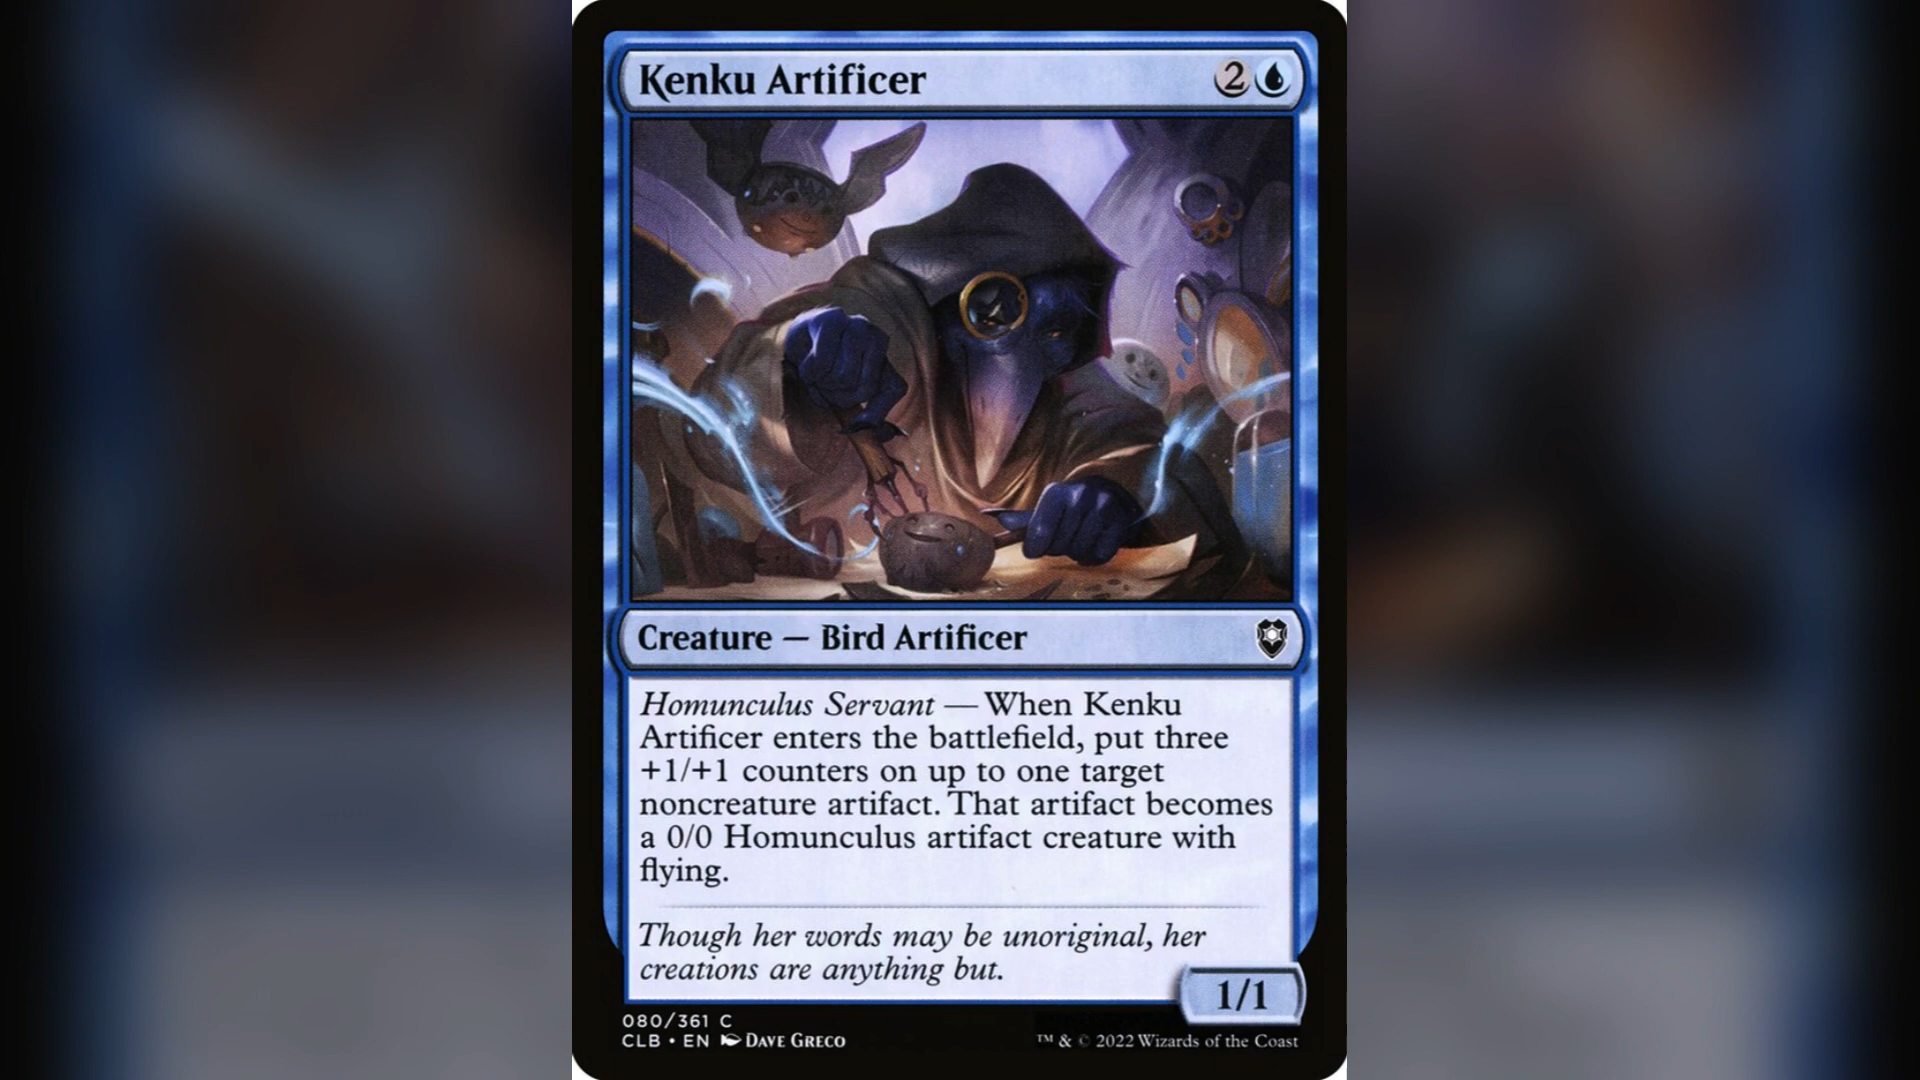 Kenku Artificer 2
Creature — Bird Artificer
Homunculus Servant — When Kenku
Artificer enters the battlefield, put three
+1/+1 counters on up to one target
noncreature artifact. That artifact becomes
a 0/0 Homunculus artifact creature with
flying.
Though her words may be unoriginal, her
creations are anything but.
1/1
080/361 C
CLB • EN DAVE GRECO
™ & © 2022 Wizards of the Coast